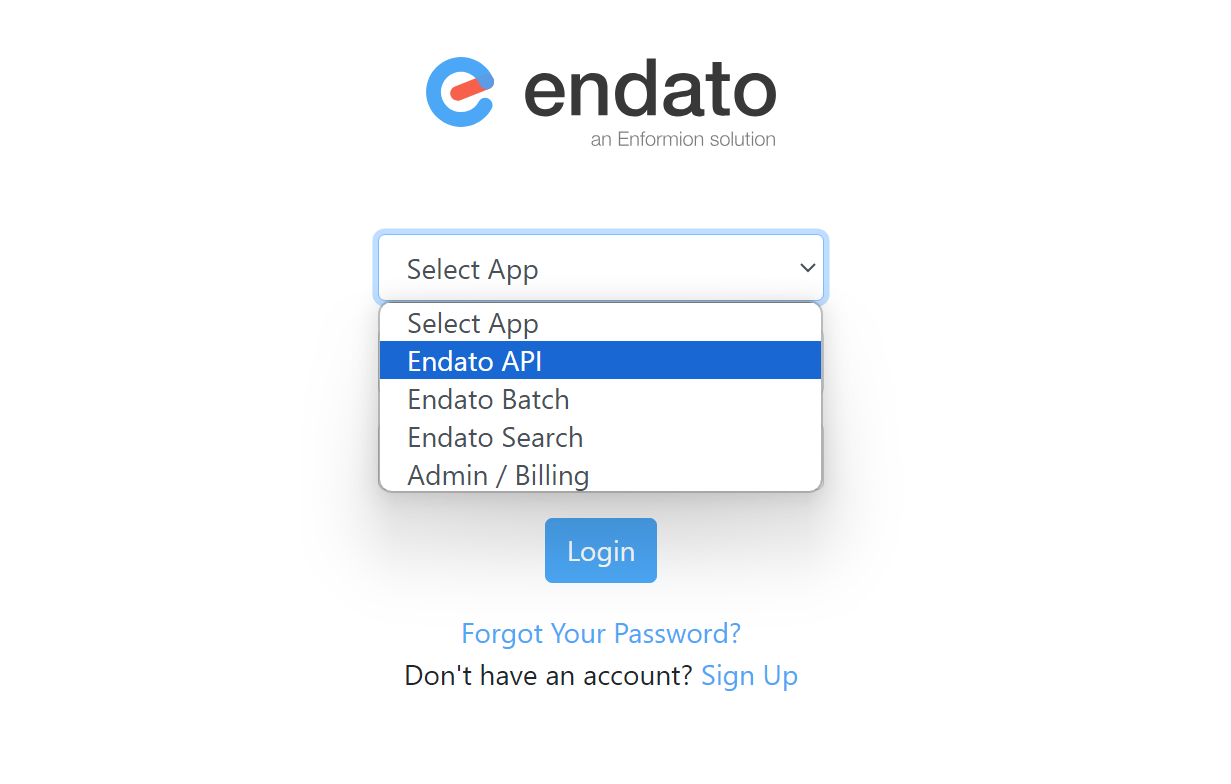 endato
an Enformion solution
Select App
Select App
Endato API
Endato Batch
Endato Search
Admin / Billing
Login
Forgot Your Password?
Don't have an account? Sign Up